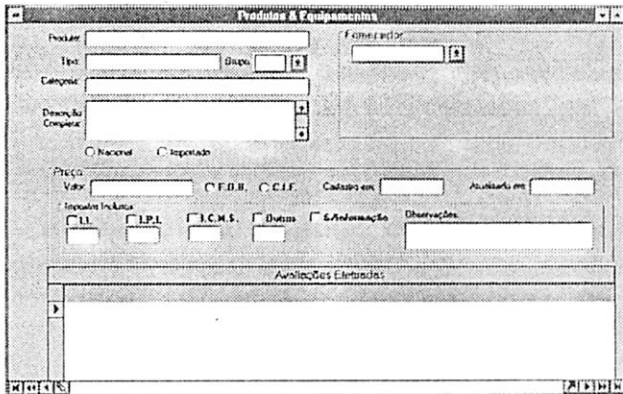 Produtos & Equipamentos
Produto:
Fornecedor
Tipo:
Grupo:
Categoria:
Descrição
Completa:
Nacional
Importado
Preço
Valor:
F.O.B.
C.I.F.
Cadastro em:
Atualizado em:
Impostos Inclusos
I.I.
I.P.I.
I.C.M.S.
Outros
S/Informação
Observações:
Avaliações Efetuadas